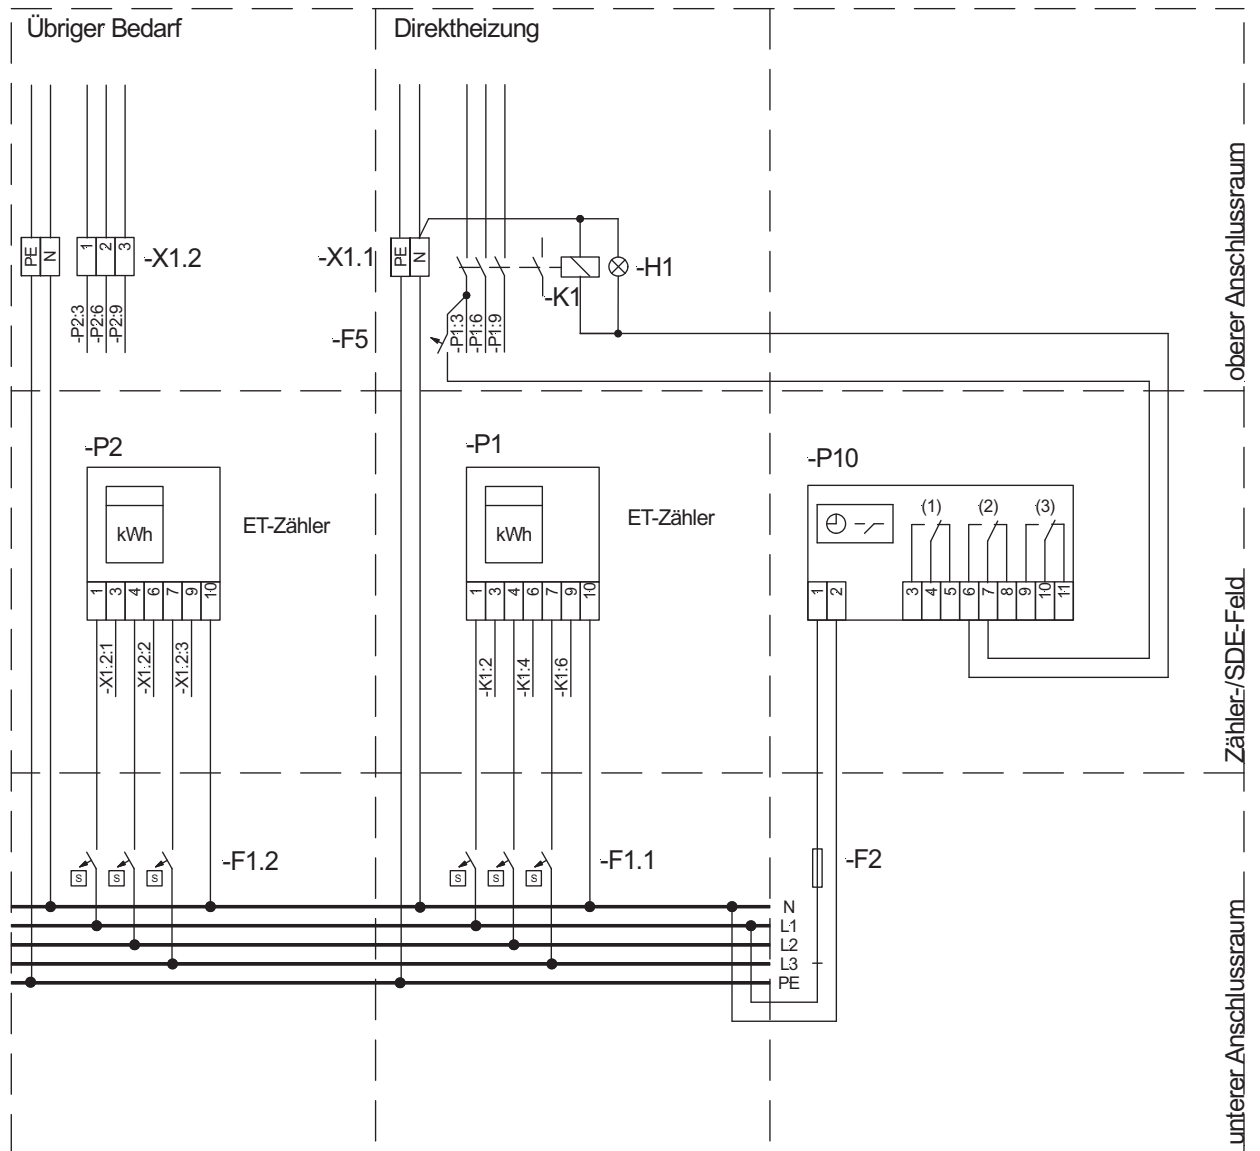 Übriger Bedarf
Direktheizung
oberer Anschlussraum
PE
N
1
2
3
-X1.2
-P2:3
-P2:6
-P2:9
-X1.1
PE
N
-K1
-H1
-F5
-P1:3
-P1:6
-P1:9
-P2
kWh
ET-Zähler
1
3
4
6
7
9
10
-X1.2:1
-X1.2:2
-X1.2:3
-P1
kWh
ET-Zähler
1
3
4
6
7
9
10
-K1:2
-K1:4
-K1:6
-P10
(1)
(2)
(3)
1
2
3
4
5
6
7
8
9
10
11
Zähler-/SDE-Feld
S
S
S
-F1.2
S
S
S
-F1.1
-F2
N
L1
L2
L3
PE
unterer Anschlussraum